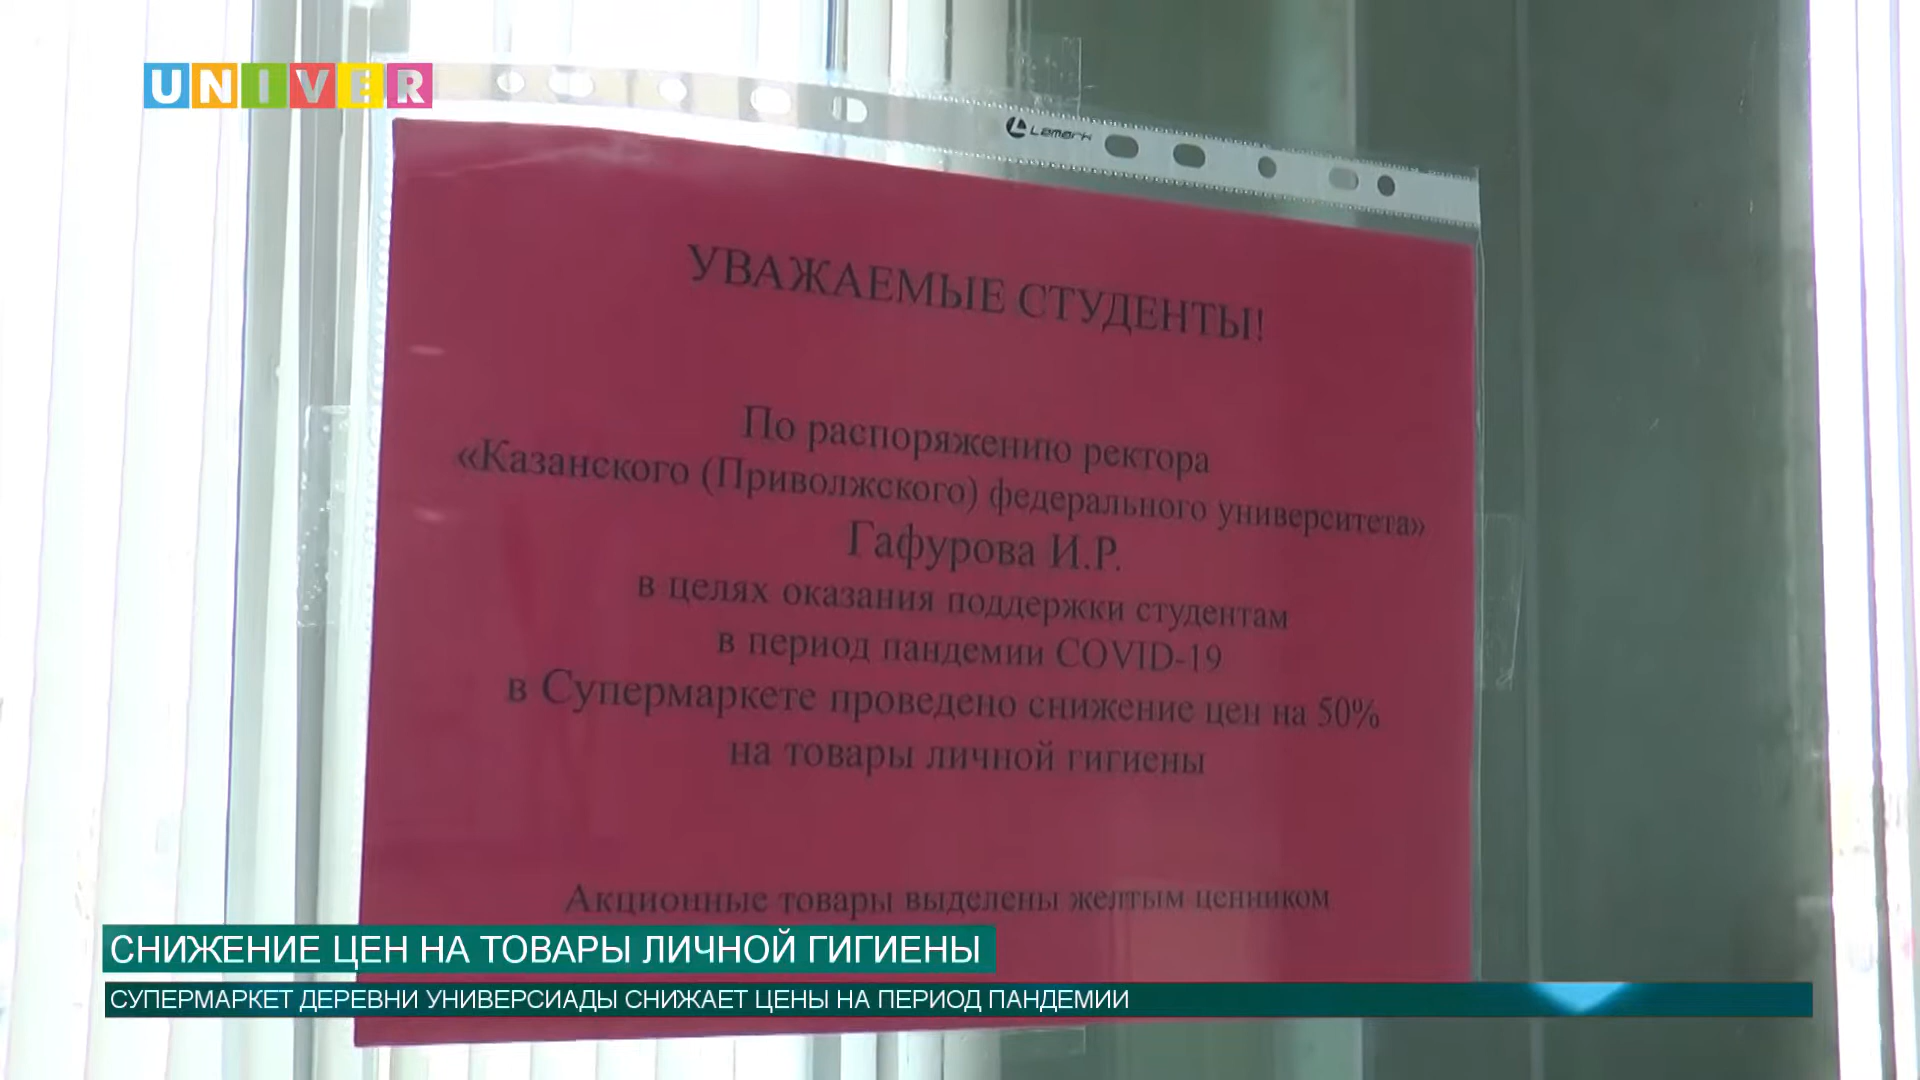 UNIVER
Lamark
УВАЖАЕМЫЕ СТУДЕНТЫ!
По распоряжению ректора
«Казанского (Приволжского) федерального университета»
Гафурова И.Р.
в целях оказания поддержки студентам
в период пандемии COVID-19
в Супермаркете проведено снижение цен на 50%
на товары личной гигиены
Акционные товары выделены желтым ценником
СНИЖЕНИЕ ЦЕН НА ТОВАРЫ ЛИЧНОЙ ГИГИЕНЫ
СУПЕРМАРКЕТ ДЕРЕВНИ УНИВЕРСИАДЫ СНИЖАЕТ ЦЕНЫ НА ПЕРИОД ПАНДЕМИИ